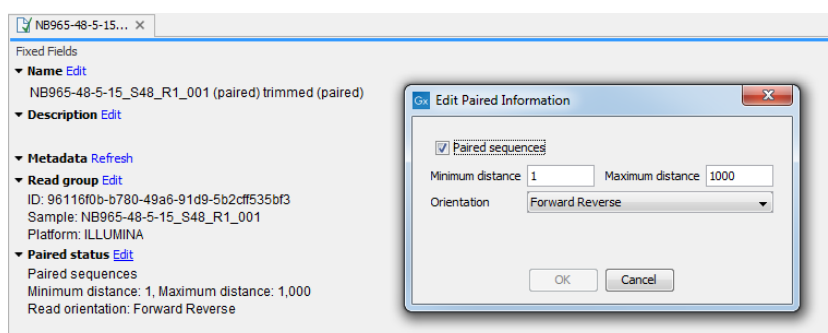 NB965-48-5-15...
Fixed Fields
Name Edit
NB965-48-5-15_S48_R1_001 (paired) trimmed (paired)
Description Edit
Metadata Refresh
Read group Edit
ID: 96116f0b-b780-49a6-91d9-5b2cff535bf3
Sample: NB965-48-5-15_S48_R1_001
Platform: ILLUMINA
Paired status Edit
Paired sequences
Minimum distance: 1, Maximum distance: 1,000
Read orientation: Forward Reverse
Gx Edit Paired Information
Paired sequences
Minimum distance 1 Maximum distance 1000
Orientation Forward Reverse
OK Cancel